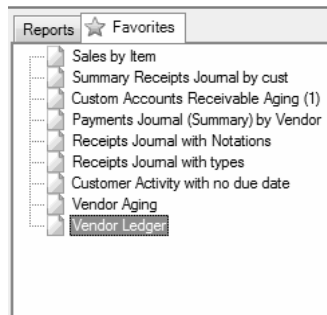 Reports Favorites
Sales by Item
Summary Receipts Journal by cust
Custom Accounts Receivable Aging (1)
Payments Journal (Summary) by Vendor
Receipts Journal with Notations
Receipts Journal with types
Customer Activity with no due date
Vendor Aging
Vendor Ledger